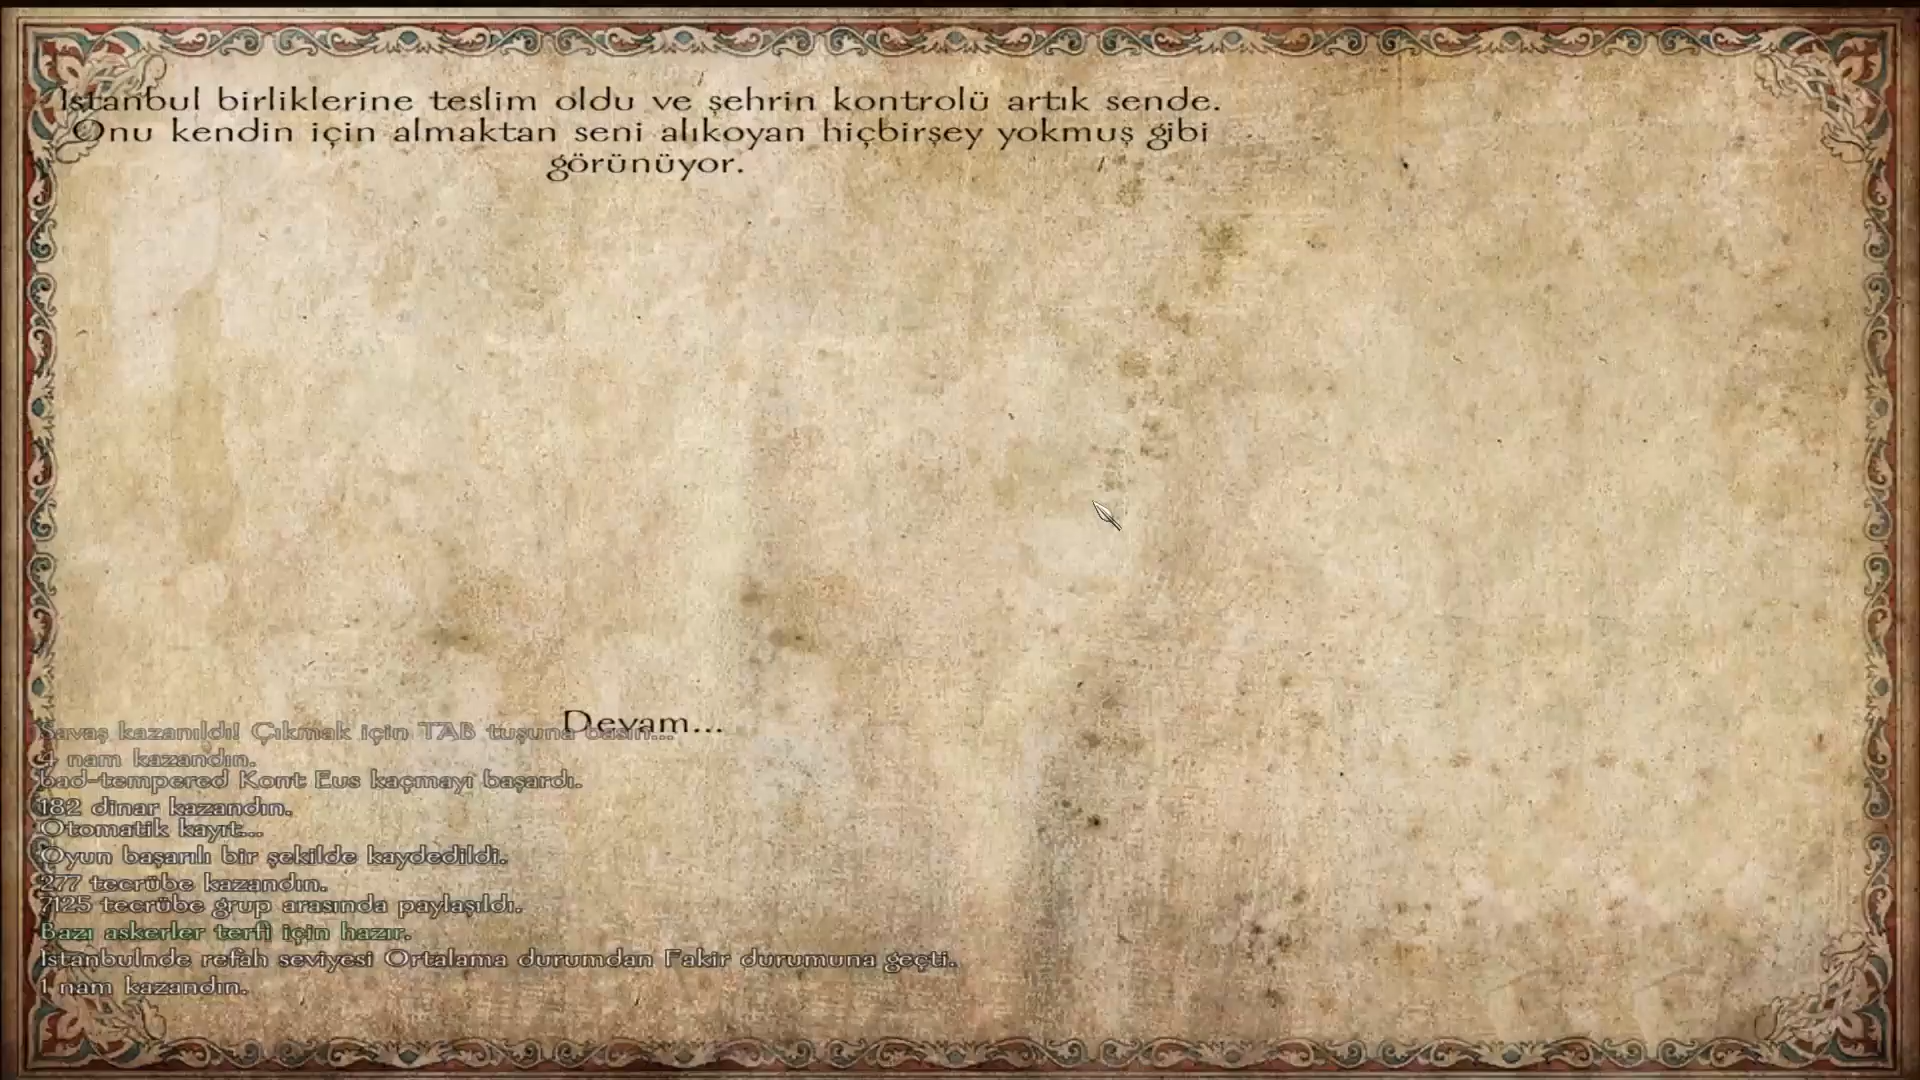 İstanbul birliklerine teslim oldu ve şehrin kontrolü artık sende.
Onu kendin için almaktan seni alıkoyan hiçbirşey yokmuş gibi
görünüyor.
Devam...
Savaş kazanıldı! Çıkmak için TAB tuşuna basın...
4 nam kazandın.
bad-tempered Kont Eus kaçmayı başardı.
182 dinar kazandın.
Otomatik kayıt...
Oyun başarılı bir şekilde kaydedildi.
277 tecrübe kazandın.
7125 tecrübe grup arasında paylaşıldı.
Bazı askerler terfi için hazır.
İstanbulnde refah seviyesi Ortalama durumdan Fakir durumuna geçti.
1 nam kazandın.